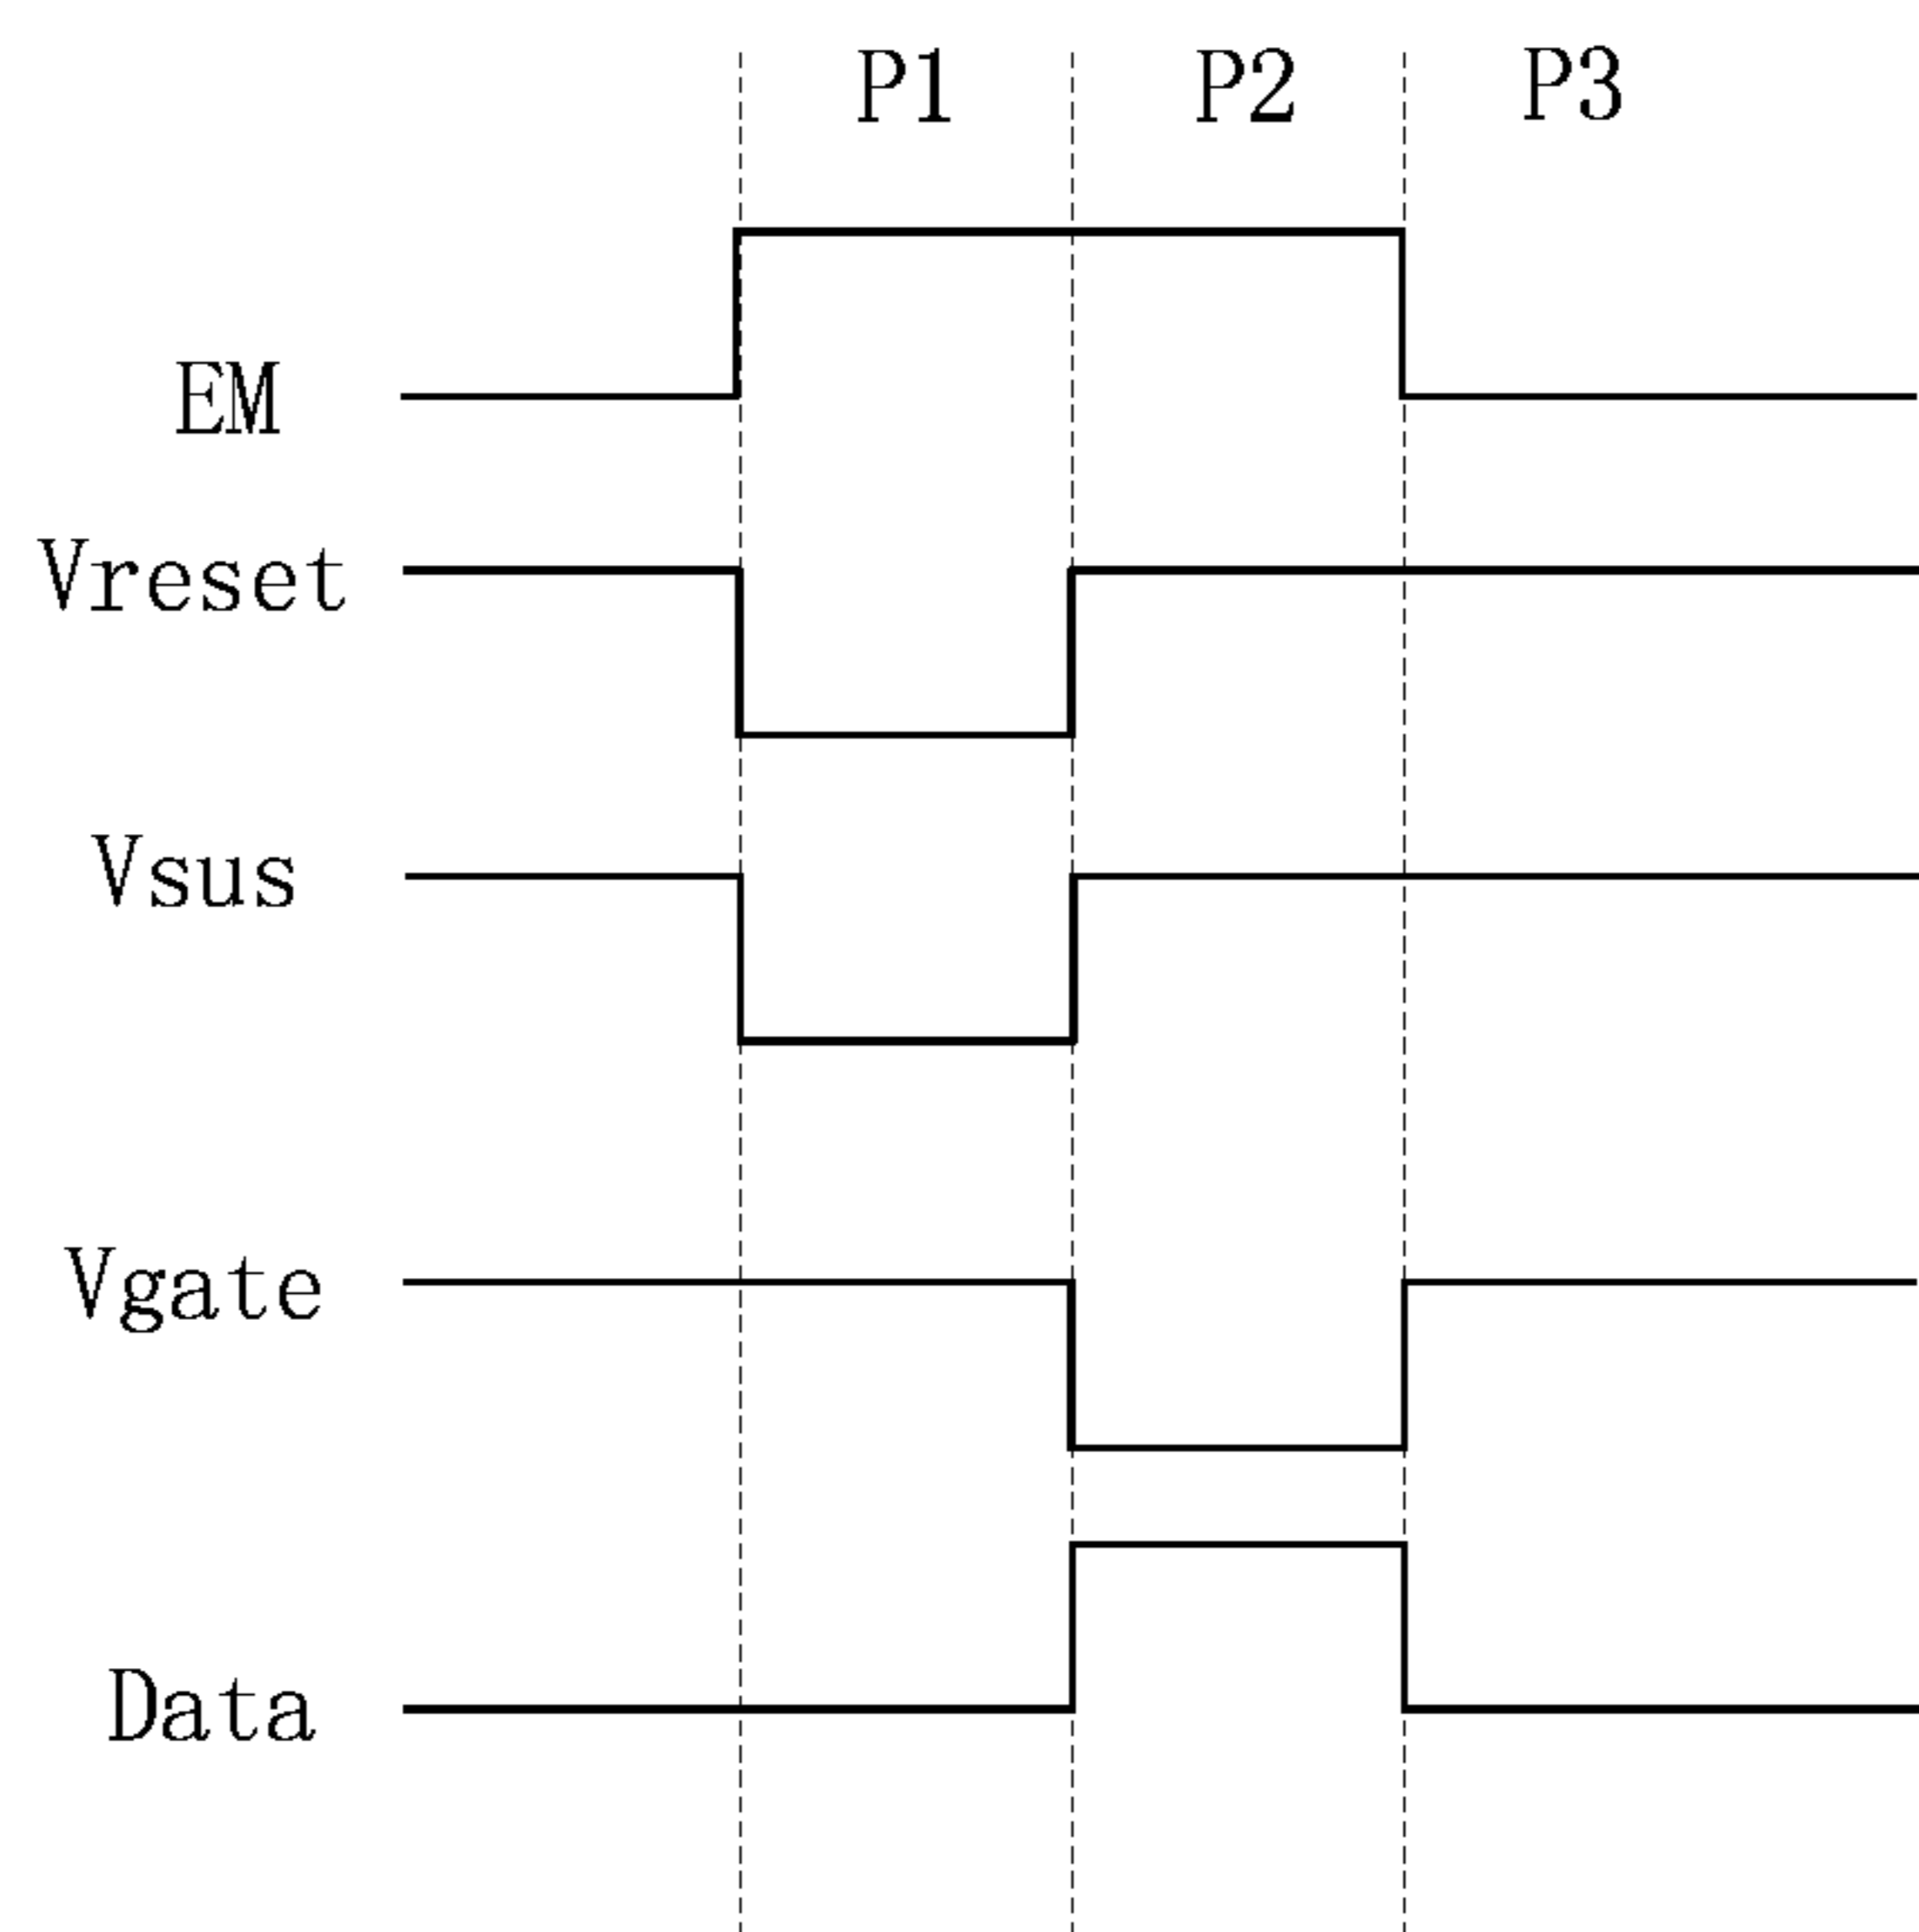 P1 P2 P3
EM
Vreset
Vsus
Vgate
Data